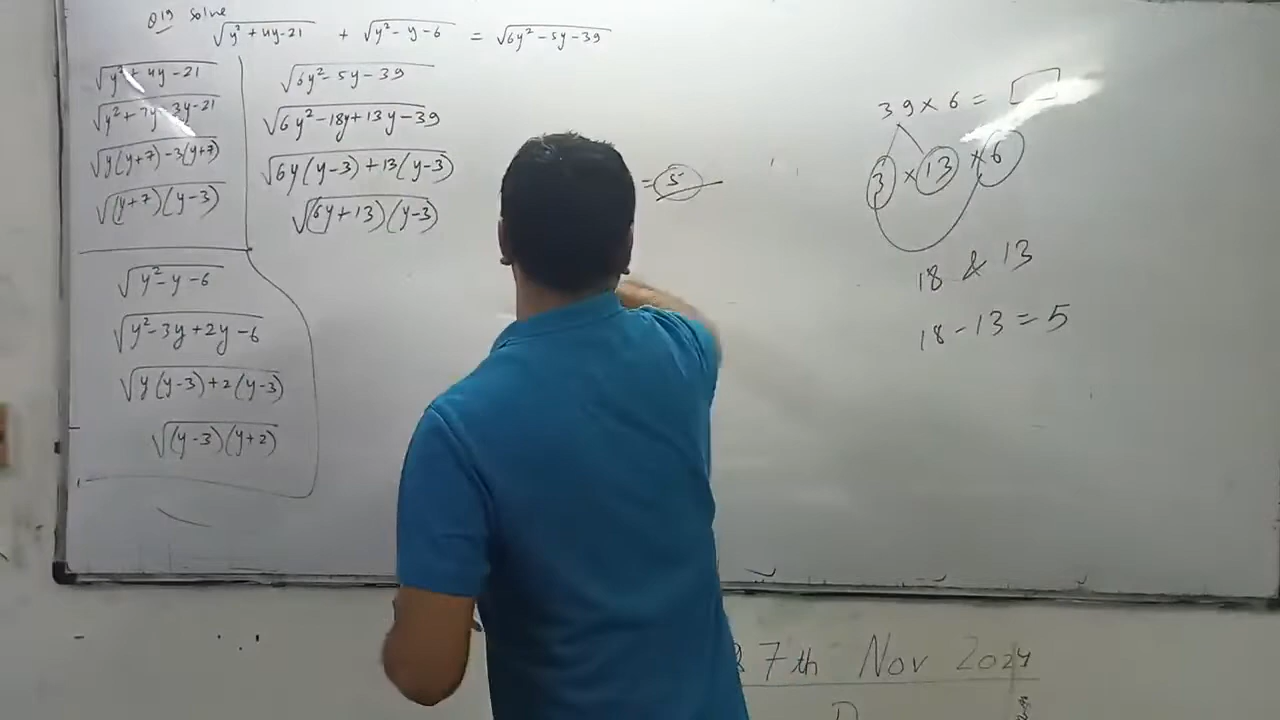 Q19 solve
√y² + 4y-21 + √y² - y - 6 = √6y² - 5y - 39
√y² + 4y - 21
√y² + 7y - 3y - 21
√y(y+7) - 3(y+7)
√(y+7)(y-3)
√6y² - 5y - 39
√6y² - 18y + 13y - 39
√6y(y-3) + 13(y-3)
√(6y+13)(y-3)
√y² - y - 6
√y² - 3y + 2y - 6
√y(y-3) + 2(y-3)
√(y-3)(y+2)
= 5
39 × 6 =
3 × 13 × 6
18 & 13
18 - 13 = 5
7th Nov 2024